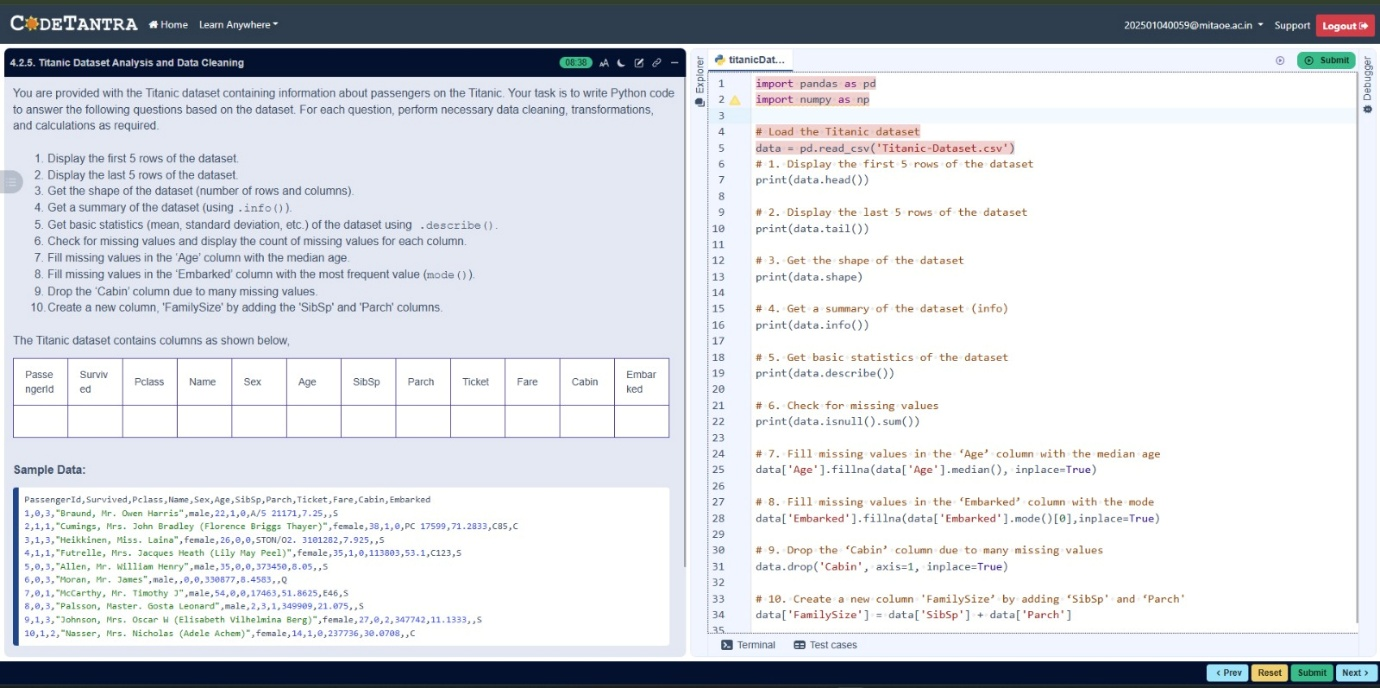 CODETANTRA Home Learn Anywhere 202501040059@mitaoe.ac.in Support Logout
4.2.5. Titanic Dataset Analysis and Data Cleaning 08:38 AA
You are provided with the Titanic dataset containing information about passengers on the Titanic. Your task is to write Python code
to answer the following questions based on the dataset. For each question, perform necessary data cleaning, transformations,
and calculations as required.
1. Display the first 5 rows of the dataset.
2. Display the last 5 rows of the dataset.
3. Get the shape of the dataset (number of rows and columns).
4. Get a summary of the dataset (using .info()).
5. Get basic statistics (mean, standard deviation, etc.) of the dataset using .describe().
6. Check for missing values and display the count of missing values for each column.
7. Fill missing values in the 'Age' column with the median age.
8. Fill missing values in the 'Embarked' column with the most frequent value (mode()).
9. Drop the 'Cabin' column due to many missing values.
10. Create a new column, 'FamilySize' by adding the 'SibSp' and 'Parch' columns.
The Titanic dataset contains columns as shown below,
PassengerId Survived Pclass Name Sex Age SibSp Parch Ticket Fare Cabin Embarked
Sample Data:
PassengerId,Survived,Pclass,Name,Sex,Age,SibSp,Parch,Ticket,Fare,Cabin,Embarked
1,0,3,"Braund, Mr. Owen Harris",male,22,1,0,A/5 21171,7.25,,S
2,1,1,"Cumings, Mrs. John Bradley (Florence Briggs Thayer)",female,38,1,0,PC 17599,71.2833,C85,C
3,1,3,"Heikkinen, Miss. Laina",female,26,0,0,STON/O2. 3101282,7.925,,S
4,1,1,"Futrelle, Mrs. Jacques Heath (Lily May Peel)",female,35,1,0,113803,53.1,C123,S
5,0,3,"Allen, Mr. William Henry",male,35,0,0,373450,8.05,,S
6,0,3,"Moran, Mr. James",male,,0,0,330877,8.4583,,Q
7,0,1,"McCarthy, Mr. Timothy J",male,54,0,0,17463,51.8625,E46,S
8,0,3,"Palsson, Master. Gosta Leonard",male,2,3,1,349909,21.075,,S
9,1,3,"Johnson, Mrs. Oscar W (Elisabeth Vilhelmina Berg)",female,27,0,2,347742,11.1333,,S
10,1,2,"Nasser, Mrs. Nicholas (Adele Achem)",female,14,1,0,237736,30.0708,,C
Explorer
titanicDat... Submit
Debugger
1 import pandas as pd
2 import numpy as np
3
4 # Load the Titanic dataset
5 data = pd.read_csv('Titanic-Dataset.csv')
6 # 1. Display the first 5 rows of the dataset
7 print(data.head())
8
9 # 2. Display the last 5 rows of the dataset
10 print(data.tail())
11
12 # 3. Get the shape of the dataset
13 print(data.shape)
14
15 # 4. Get a summary of the dataset (info)
16 print(data.info())
17
18 # 5. Get basic statistics of the dataset
19 print(data.describe())
20
21 # 6. Check for missing values
22 print(data.isnull().sum())
23
24 # 7. Fill missing values in the ‘Age’ column with the median age
25 data['Age'].fillna(data['Age'].median(), inplace=True)
26
27 # 8. Fill missing values in the ‘Embarked’ column with the mode
28 data['Embarked'].fillna(data['Embarked'].mode()[0],inplace=True)
29
30 # 9. Drop the ‘Cabin’ column due to many missing values
31 data.drop('Cabin', axis=1, inplace=True)
32
33 # 10. Create a new column 'FamilySize' by adding ‘SibSp' and ‘Parch'
34 data['FamilySize'] = data['SibSp'] + data['Parch']
35
Terminal Test cases
< Prev Reset Submit Next >